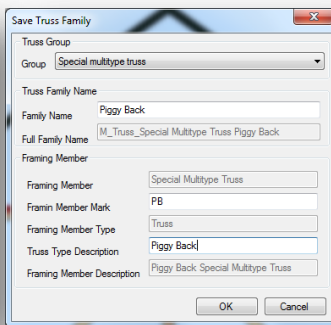 Save Truss Family
Truss Group
Group Special multitype truss
Truss Family Name
Family Name Piggy Back
Full Family Name M_Truss_Special Multitype Truss Piggy Back
Framing Member
Framing Member Special Multitype Truss
Framin Member Mark PB
Framing Member Type Truss
Truss Type Description Piggy Back
Framing Member Description Piggy Back Special Multitype Truss
OK Cancel